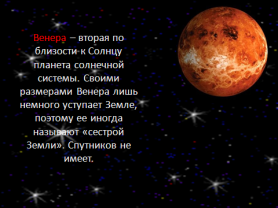 Венера – вторая по
близости к Солнцу
планета солнечной
системы. Своими
размерами Венера лишь
немного уступает Земле,
поэтому ее иногда
называют «сестрой
Земли». Спутников не
имеет.